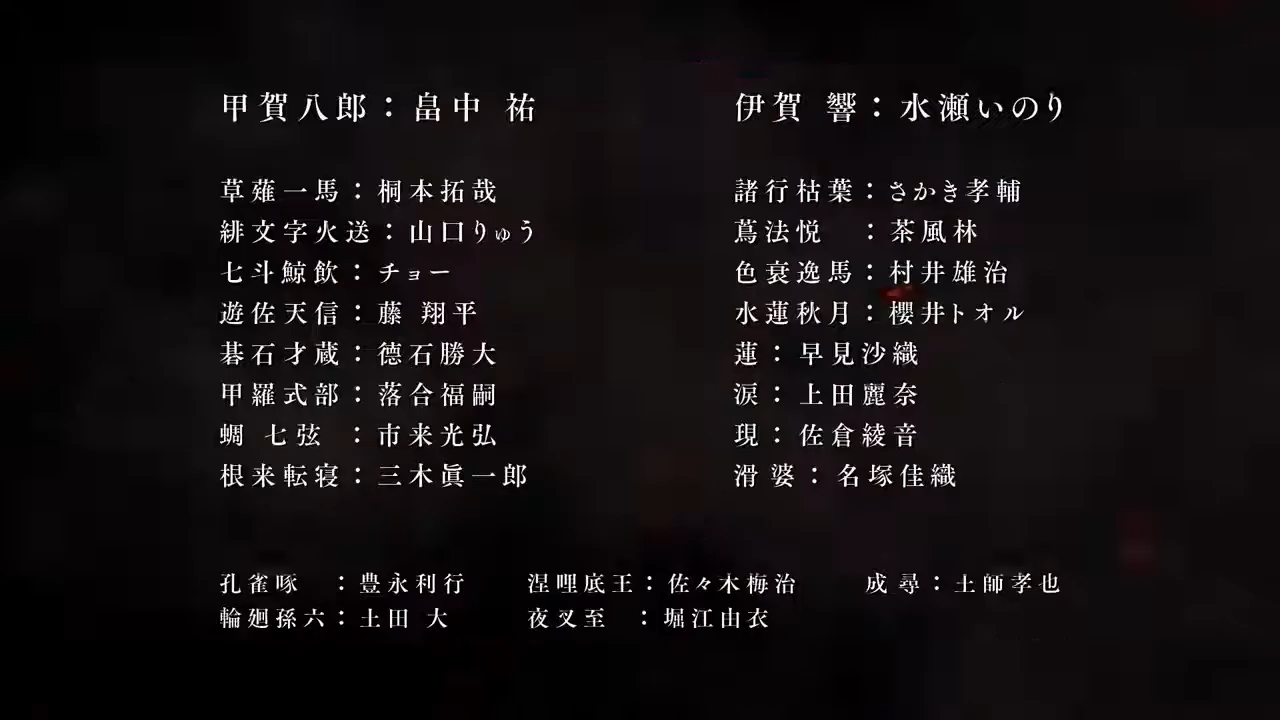 甲賀八郎：畠中 祐
草薙一馬：桐本拓哉
緋文字火送：山口りゅう
七斗鯨飲：チョー
遊佐天信：藤 翔平
碁石才蔵：德石勝大
甲羅式部：落合福嗣
蜩 七弦 ：市来光弘
根来転寝：三木眞一郎
伊賀 響：水瀬いのり
諸行枯葉：さかき孝輔
蔦法悦 ：茶風林
色衰逸馬：村井雄治
水蓮秋月：櫻井トオル
蓮：早見沙織
涙：上田麗奈
現：佐倉綾音
滑婆：名塚佳織
孔雀啄 ：豊永利行
涅哩底王：佐々木梅治
成尋：土師孝也
輪廻孫六：土田 大
夜叉至 ：堀江由衣